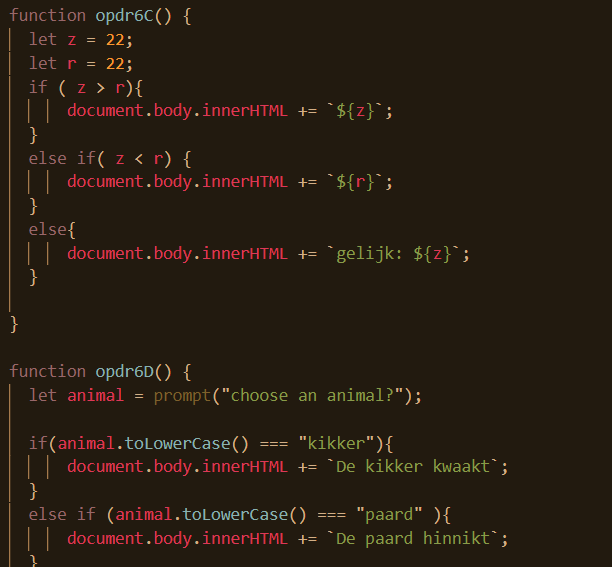 function opdr6C() {
let z = 22;
let r = 22;
if ( z > r){
document.body.innerHTML += `${z}`;
}
else if( z < r) {
document.body.innerHTML += `${r}`;
}
else{
document.body.innerHTML += `gelijk: ${z}`;
}
}
function opdr6D() {
let animal = prompt("choose an animal?");
if(animal.toLowerCase() === "kikker"){
document.body.innerHTML += `De kikker kwaakt`;
}
else if (animal.toLowerCase() === "paard" ){
document.body.innerHTML += `De paard hinnikt`;
}